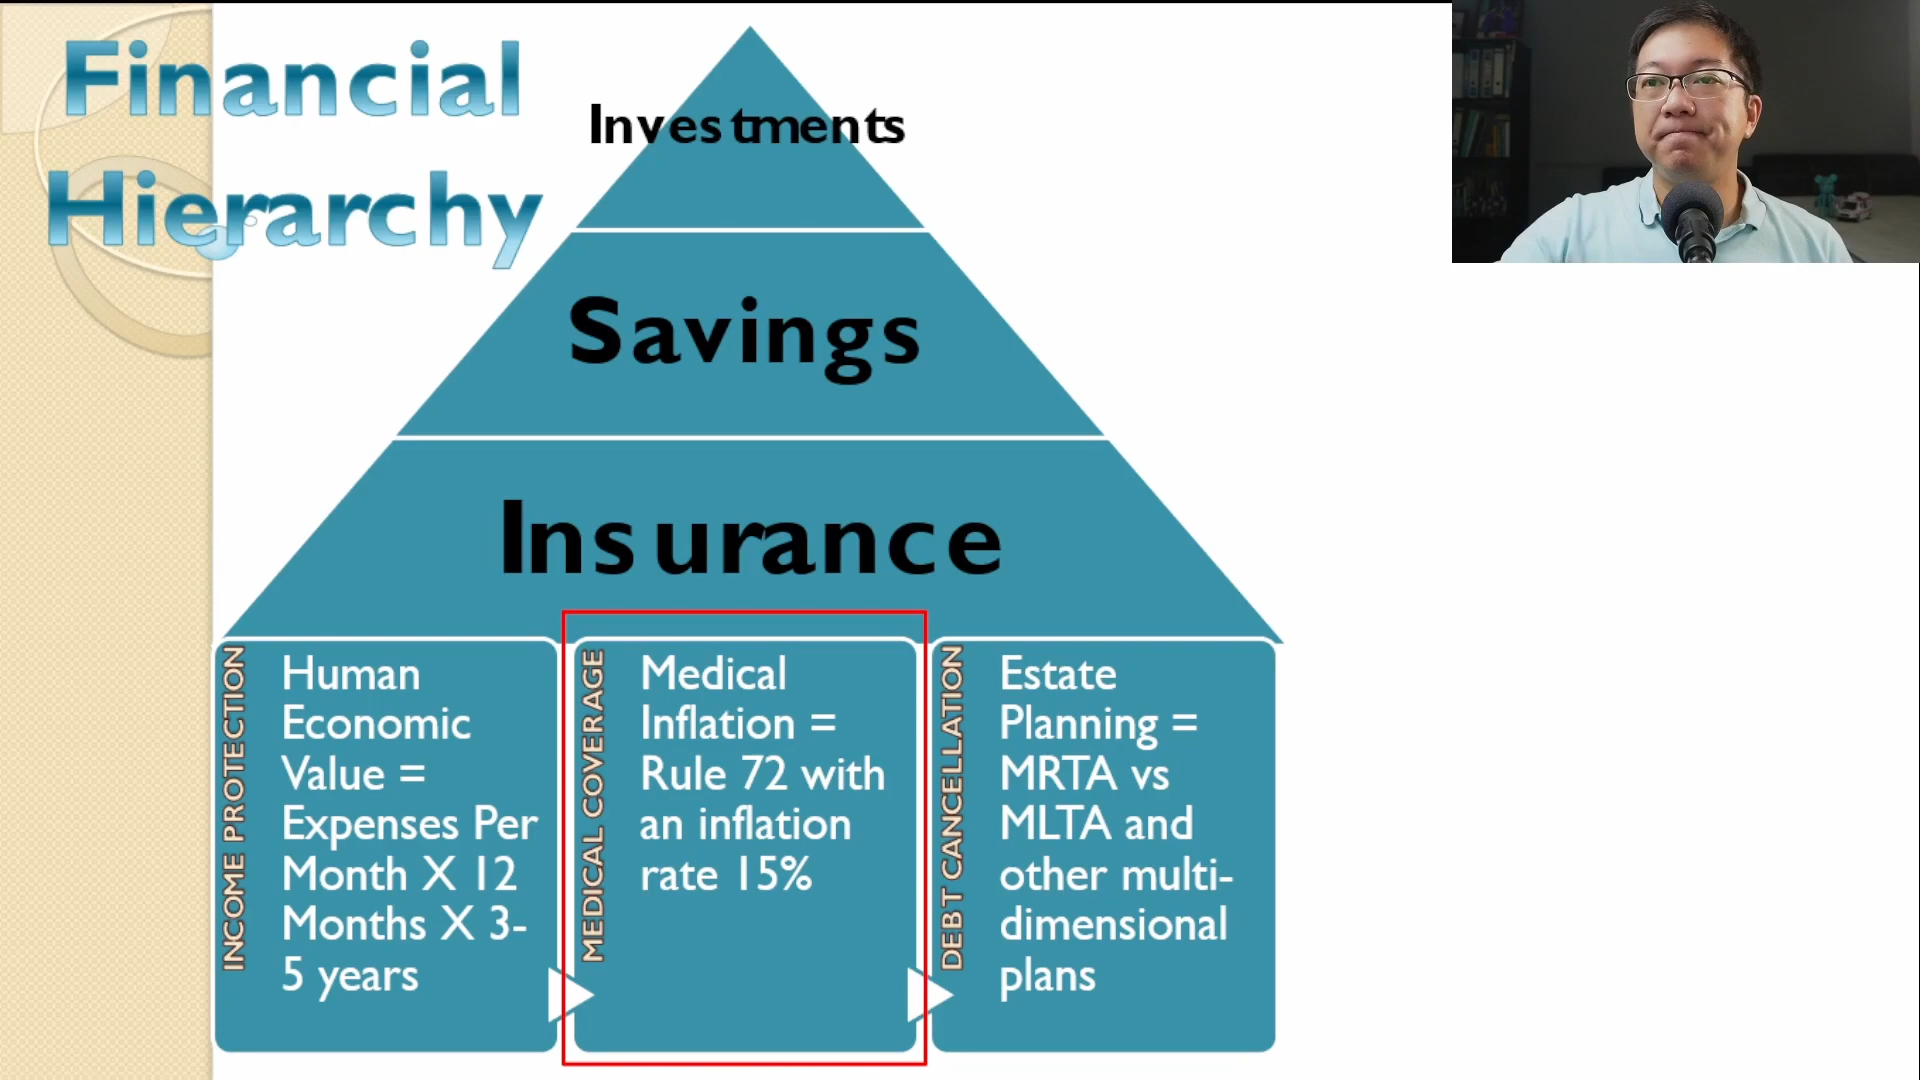 Financial
Hierarchy
Investments
Savings
Insurance
INCOME PROTECTION
Human
Economic
Value =
Expenses Per
Month X 12
Months X 3-
5 years
MEDICAL COVERAGE
Medical
Inflation =
Rule 72 with
an inflation
rate 15%
DEBT CANCELLATION
Estate
Planning =
MRTA vs
MLTA and
other multi-
dimensional
plans